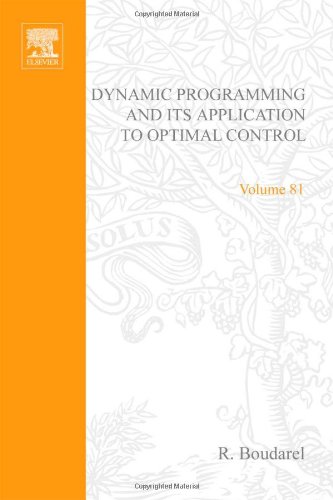 ELSEVIER
DYNAMIC PROGRAMMING
AND ITS APPLICATION
TO OPTIMAL CONTROL
Volume 81
SOLUS
R. Boudarel